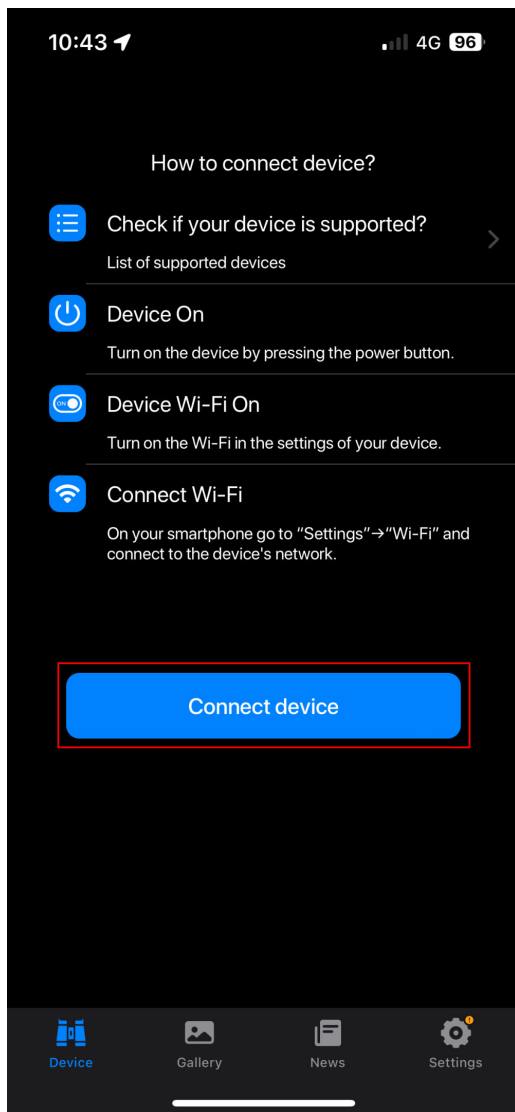 10:43
4G 96
How to connect device?
Check if your device is supported?
List of supported devices
Device On
Turn on the device by pressing the power button.
ON
Device Wi-Fi On
Turn on the Wi-Fi in the settings of your device.
Connect Wi-Fi
On your smartphone go to “Settings”→“Wi-Fi” and
connect to the device's network.
Connect device
Device
Gallery
News
Settings